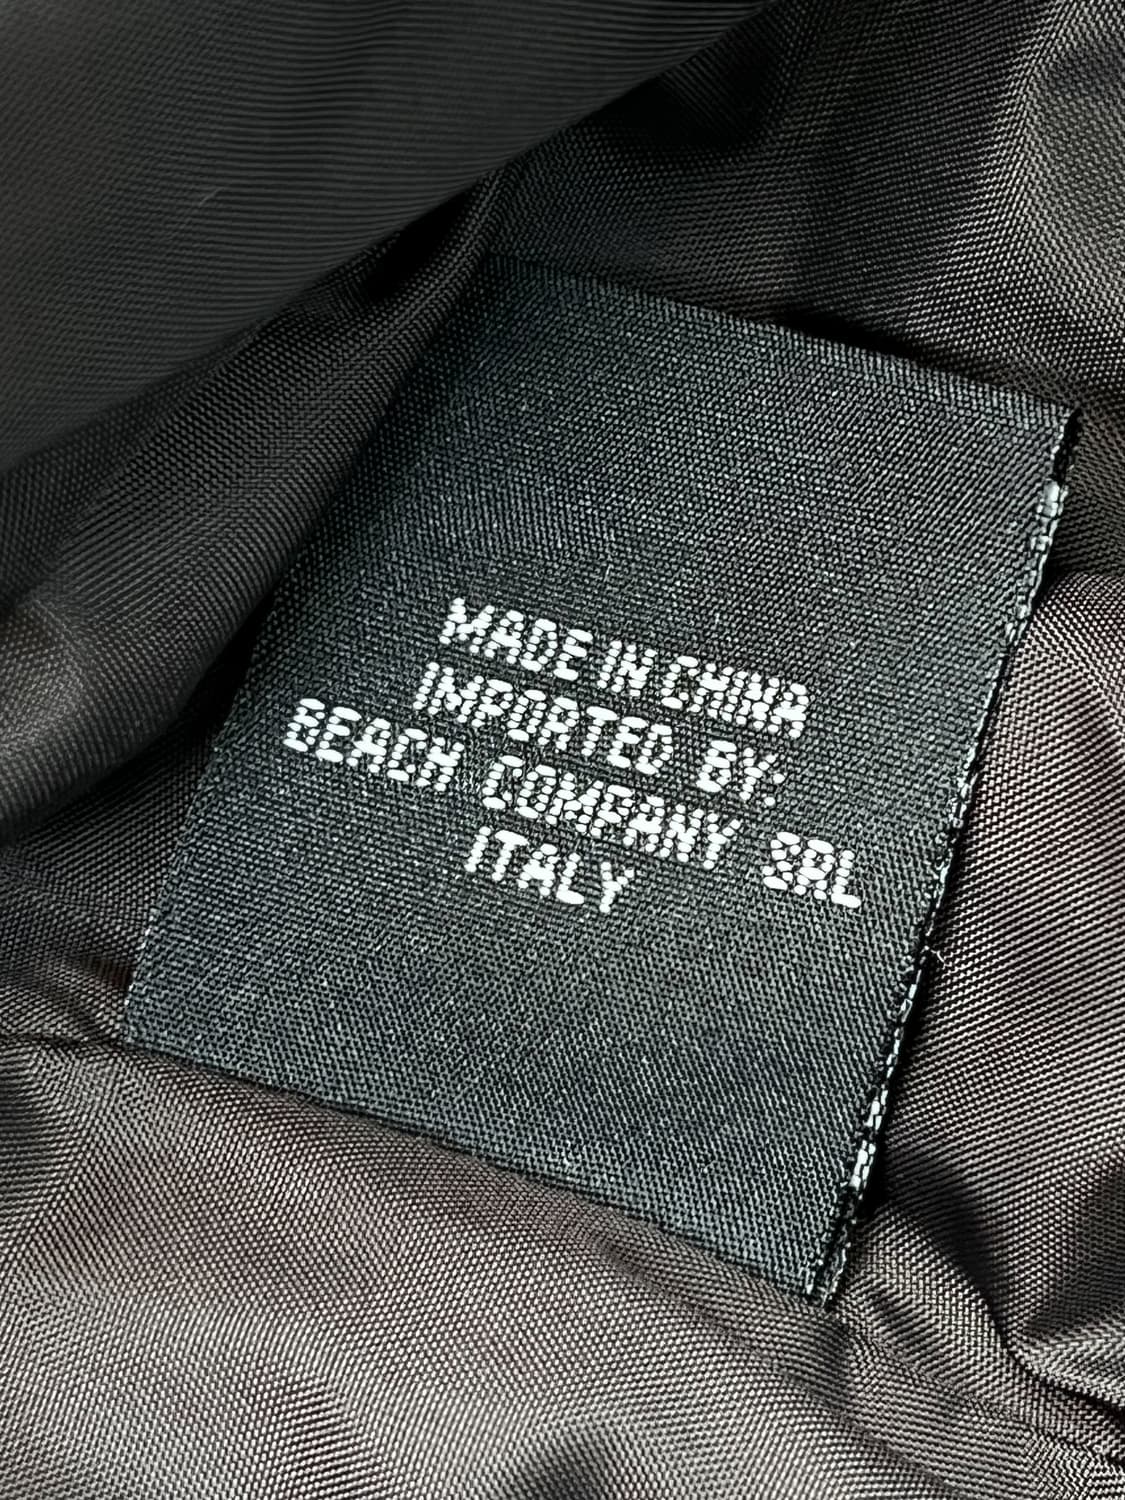 MADE IN CHINA
IMPORTED BY:
BEACH COMPANY SRL
ITALY